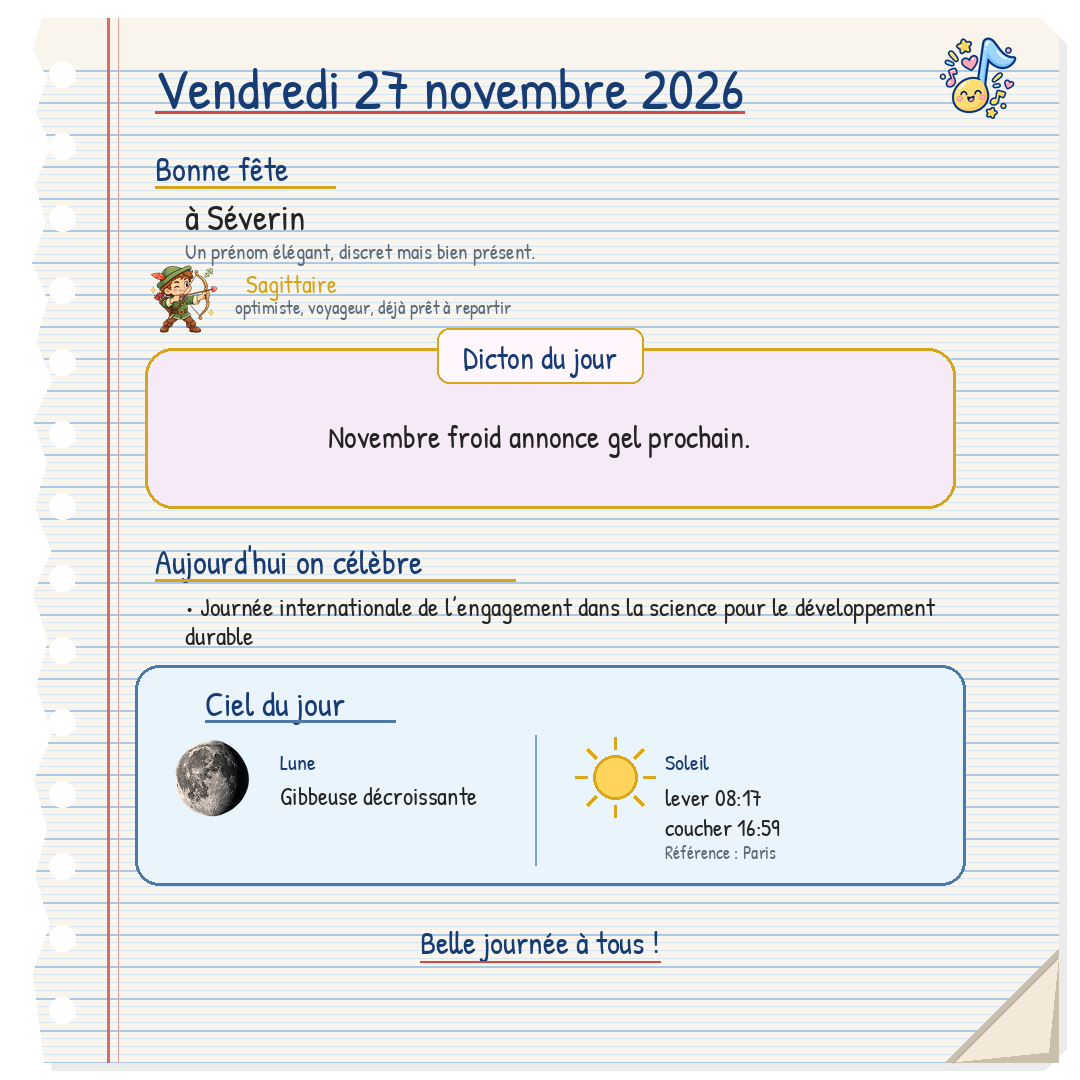 Vendredi 27 novembre 2026
Bonne fête
à Séverin
Un prénom élégant, discret mais bien présent.
Sagittaire
optimiste, voyageur, déjà prêt à repartir
Dicton du jour
Novembre froid annonce gel prochain.
Aujourd'hui on célèbre
• Journée internationale de l’engagement dans la science pour le développement
durable
Ciel du jour
Lune
Gibbeuse décroissante
Soleil
lever 08:17
coucher 16:59
Référence : Paris
Belle journée à tous !